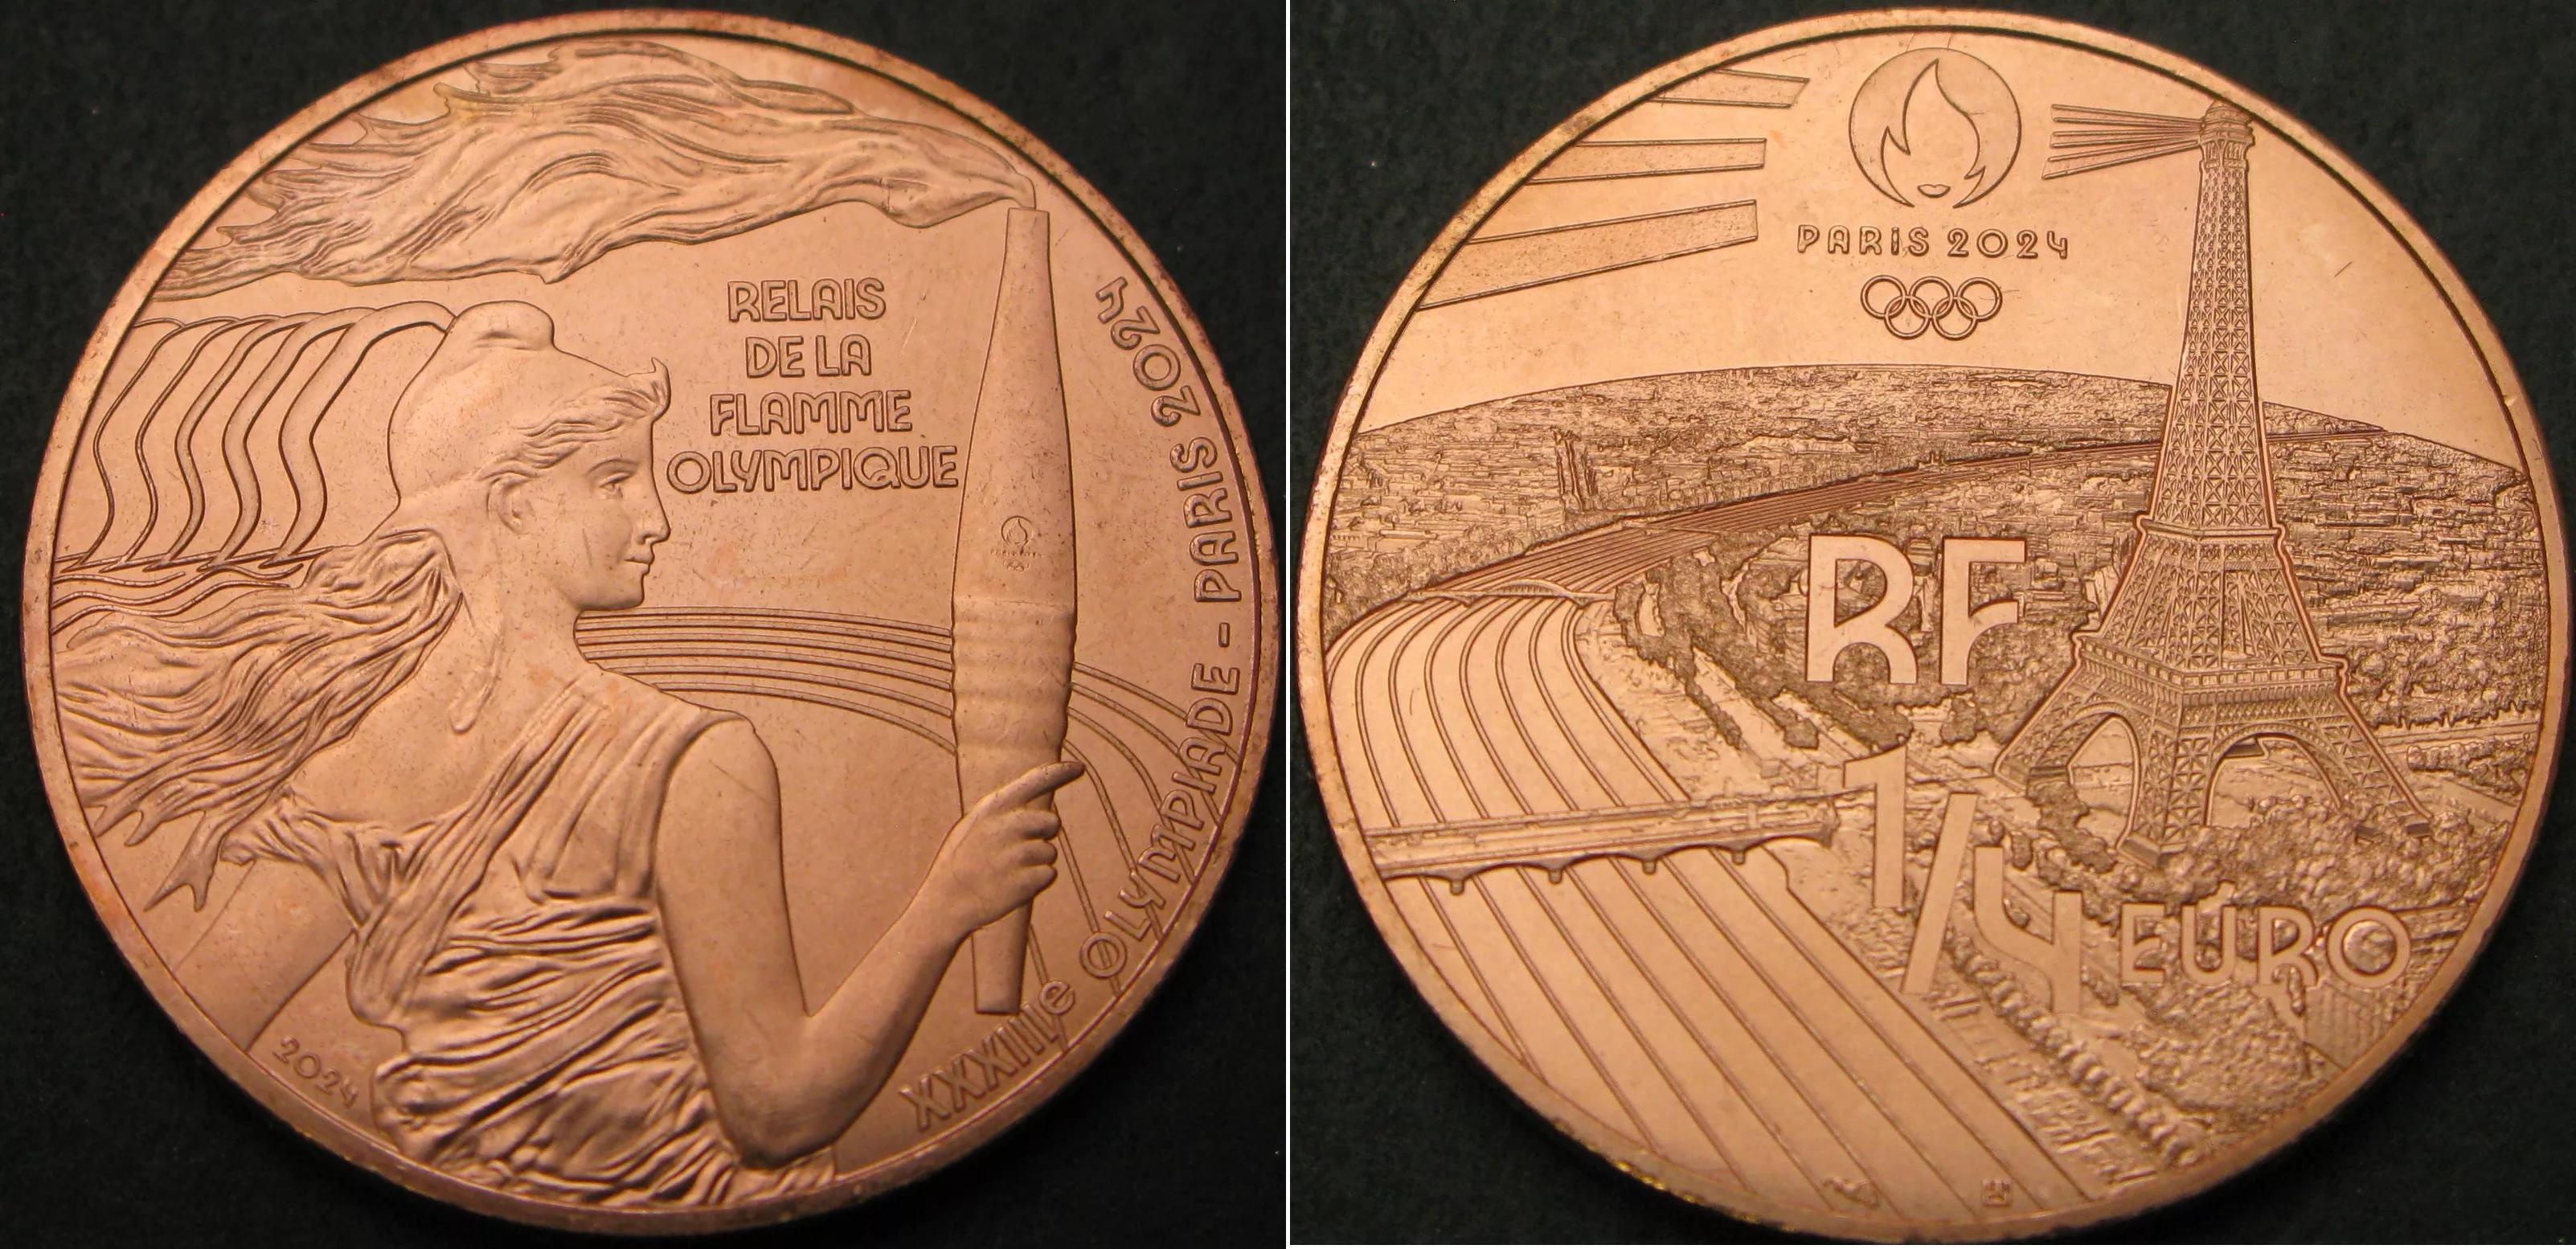 RELAIS
DE LA
FLAMME
OLYMPIQUE
XXXIIIe OLYMPIADE - PARIS 2024
2024
PARIS 2024
RF
1/4 EURO